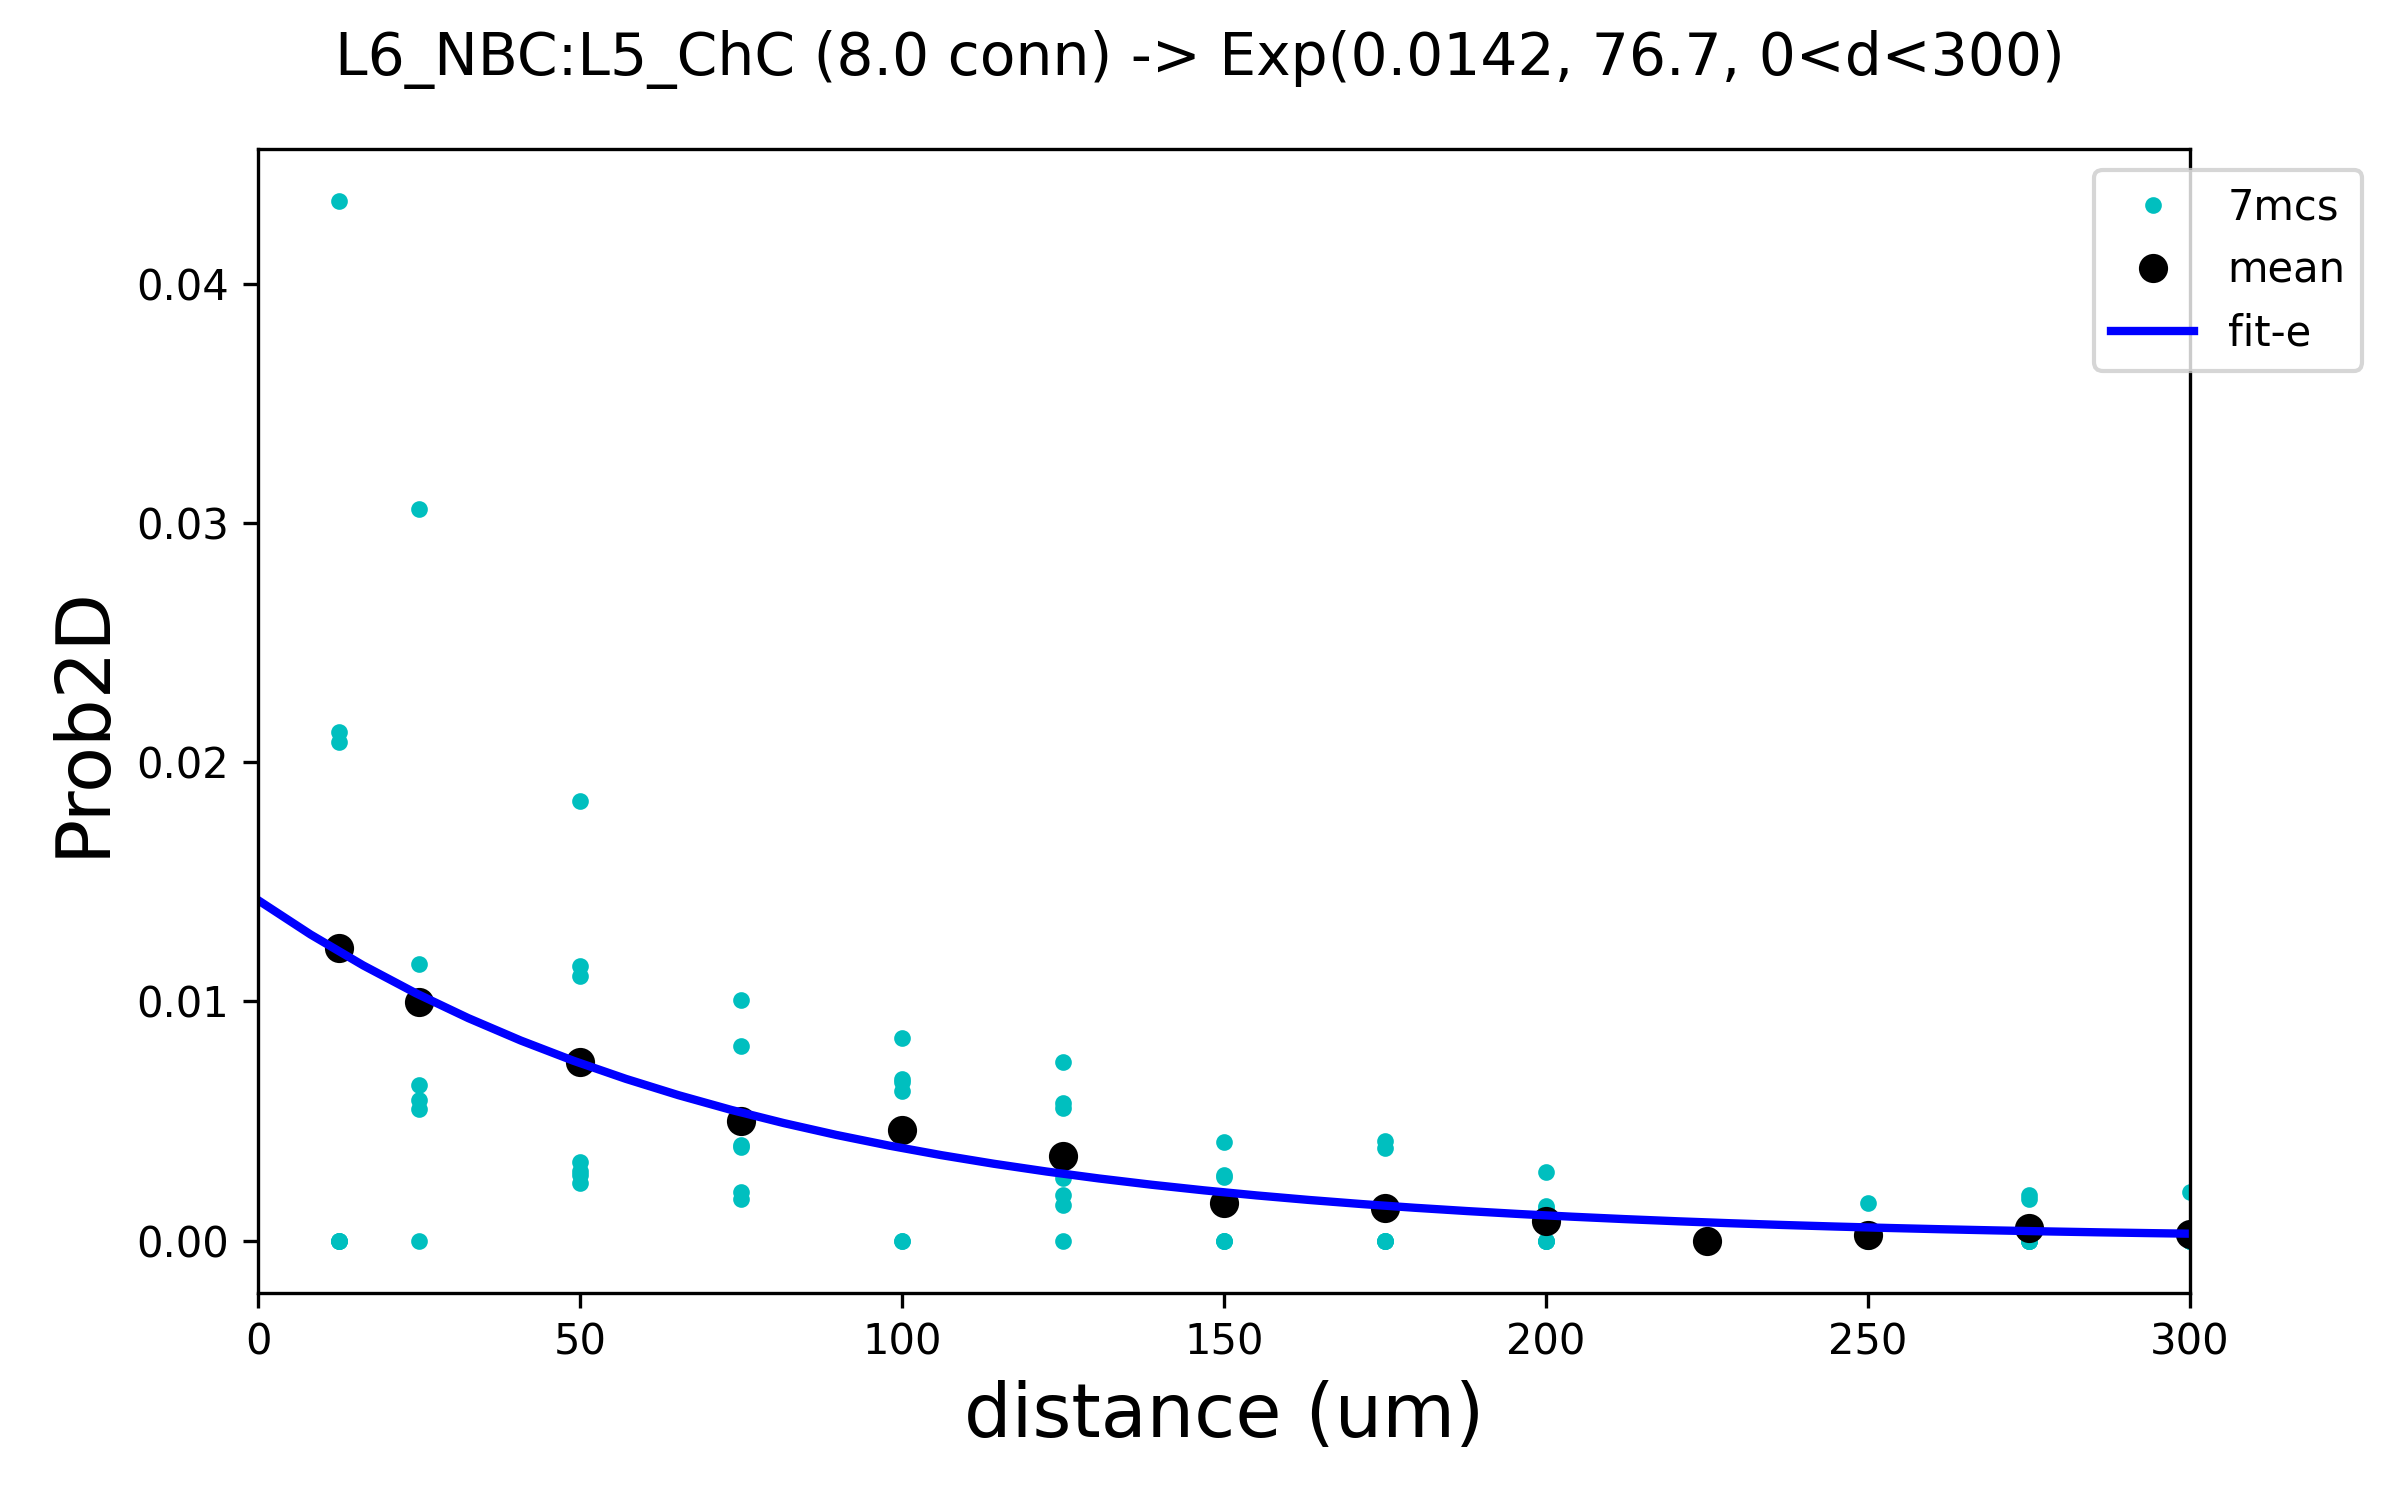 L6_NBC:L5_ChC (8.0 conn) -> Exp(0.0142, 76.7, 0<d<300)
7mcs
mean
fit-e
Prob2D
0.04
0.03
0.02
0.01
0.00
0 50 100 150 200 250 300
distance (um)